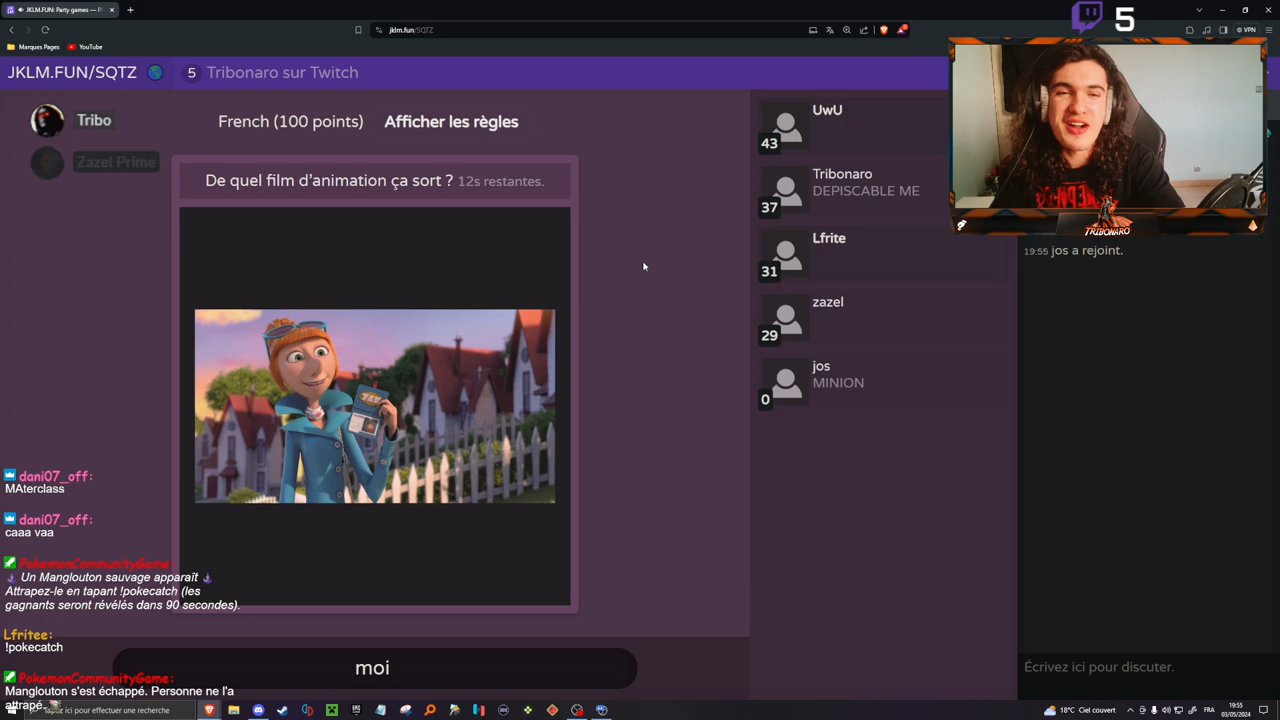 JKLM.FUN: Party games — P
jklm.fun/SQTZ
VPN
Marques Pages
YouTube
5
JKLM.FUN/SQTZ
5 Tribonaro sur Twitch
Tribo
French (100 points)
Afficher les règles
Zazel Prime
De quel film d'animation ça sort ? 12s restantes.
UwU
43
Tribonaro
DEPISCABLE ME
37
Lfrite
31
zazel
29
jos
MINION
0
TRIBONARO
19:55 jos a rejoint.
dani07_off:
MAterclass
dani07_off:
caaa vaa
PokemonCommunityGame:
Un Manglouton sauvage apparaît
Attrapez-le en tapant !pokecatch (les
gagnants seront révélés dans 90 secondes).
Lfritee:
!pokecatch
PokemonCommunityGame:
Manglouton s'est échappé. Personne ne l'a
attrapé.
moi
Écrivez ici pour discuter.
Tapez ici pour effectuer une recherche
18°C Ciel couvert
FRA
19:55
03/05/2024